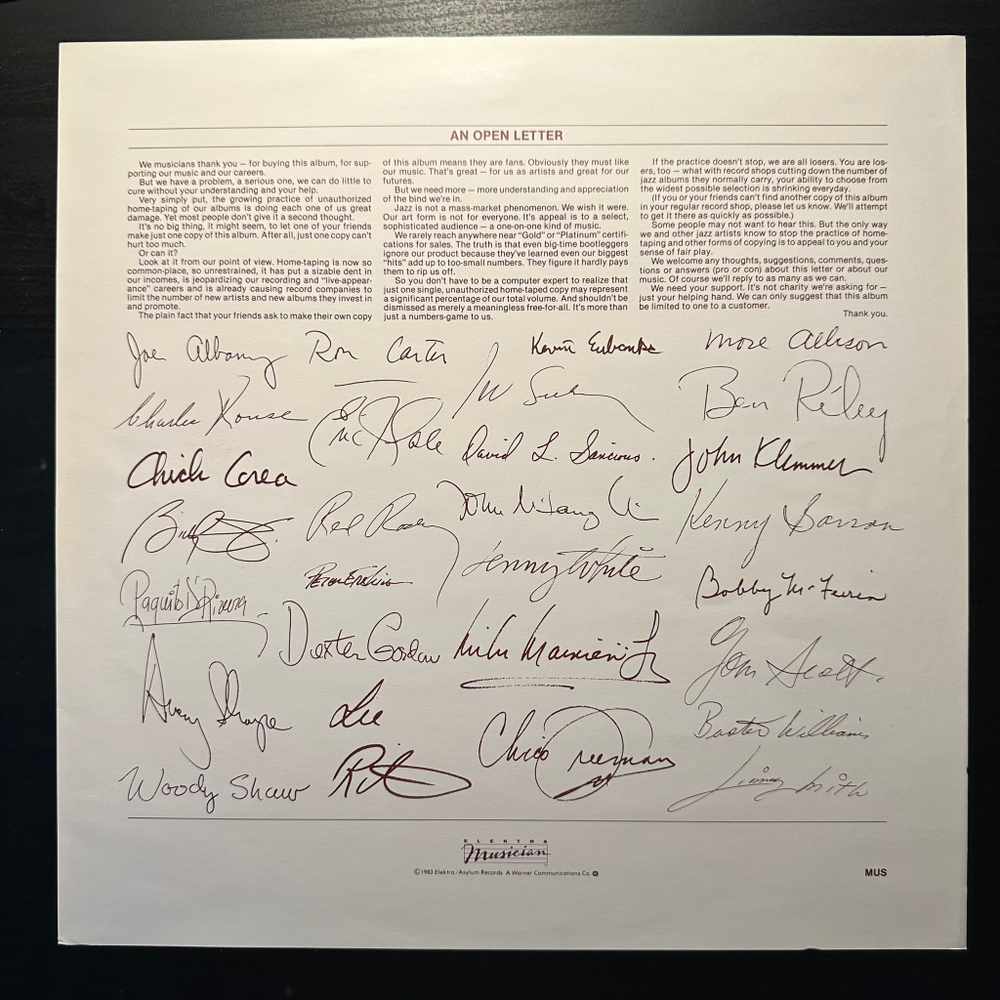 AN OPEN LETTER
We musicians thank you — for buying this album, for sup-
porting our music and our careers.
But we have a problem, a serious one, we can do little to
cure without your understanding and your help.
Very simply put, the growing practice of unauthorized
home-taping of our albums is doing each one of us great
damage. Yet most people don't give it a second thought.
It's no big thing, it might seem, to let one of your friends
make just one copy of this album. After all, just one copy can't
hurt too much.
Or can it?
Look at it from our point of view. Home-taping is now so
common-place, so unrestrained, it has put a sizable dent in
our incomes, is jeopardizing our recording and "live-appear-
ance" careers and is already causing record companies to
limit the number of new artists and new albums they invest in
and promote.
The plain fact that your friends ask to make their own copy
of this album means they are fans. Obviously they must like
our music. That's great — for us as artists and great for our
futures.
But we need more — more understanding and appreciation
of the bind we're in.
Jazz is not a mass-market phenomenon. We wish it were.
Our art form is not for everyone. It's appeal is to a select,
sophisticated audience — a one-on-one kind of music.
We rarely reach anywhere near "Gold" or "Platinum" certifi-
cations for sales. The truth is that even big-time bootleggers
ignore our product because they've learned even our biggest
"hits" add up to too-small numbers. They figure it hardly pays
them to rip us off.
So you don't have to be a computer expert to realize that
just one single, unauthorized home-taped copy may represent
a significant percentage of our total volume. And shouldn't be
dismissed as merely a meaningless free-for-all. It's more than
just a numbers-game to us.
If the practice doesn't stop, we are all losers. You are los-
ers, too — what with record shops cutting down the number of
jazz albums they normally carry, your ability to choose from
the widest possible selection is shrinking everyday.
(If you or your friends can't find another copy of this album
in your regular record shop, please let us know. We'll attempt
to get it there as quickly as possible.)
Some people may not want to hear this. But the only way
we and other jazz artists know to stop the practice of home-
taping and other forms of copying is to appeal to you and your
sense of fair play.
We welcome any thoughts, suggestions, comments, ques-
tions or answers (pro or con) about this letter or about our
music. Of course we'll reply to as many as we can.
We need your support. It's not charity we're asking for —
just your helping hand. We can only suggest that this album
be limited to one to a customer.
Thank you.
Joe Albany
Ron Carter
Kevin Eubanks
Mose Allison
Charlie Rouse
David L. Sancious.
Ben Riley
Chick Corea
John Klemmer
Red Rodney
Kenny Barron
Paquito D'Rivera
Peter Erskine
Lenny White
Bobby McFerrin
Dexter Gordon
Mike Mainieri Jr
Tom Scott.
Avery Sharpe
Lee
Rit
Chico Freeman
Buster Williams
Woody Shaw
Jimmy Smith
ELEKTRA
Musician
©1983 Elektra/Asylum Records A Warner Communications Co.
MUS